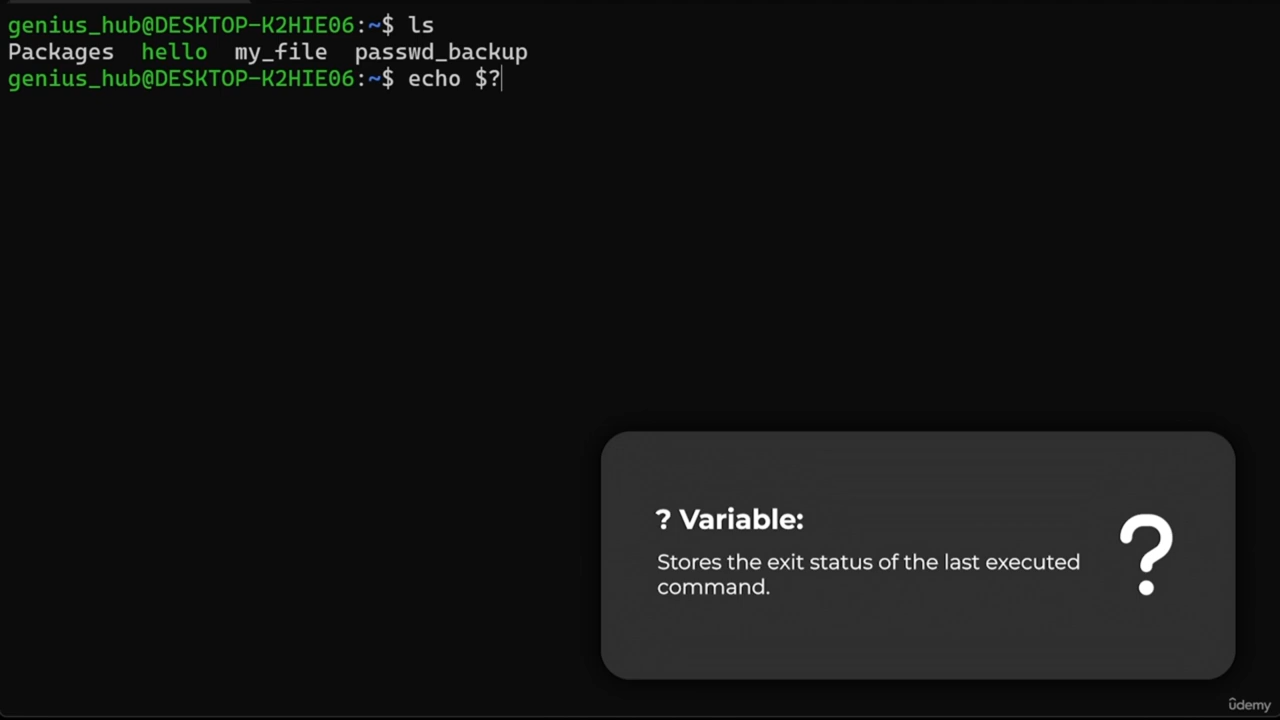 genius_hub@DESKTOP-K2HIE06:~$ ls
Packages  hello  my_file  passwd_backup
genius_hub@DESKTOP-K2HIE06:~$ echo $?
? Variable:
Stores the exit status of the last executed
command.
?
ûdemy